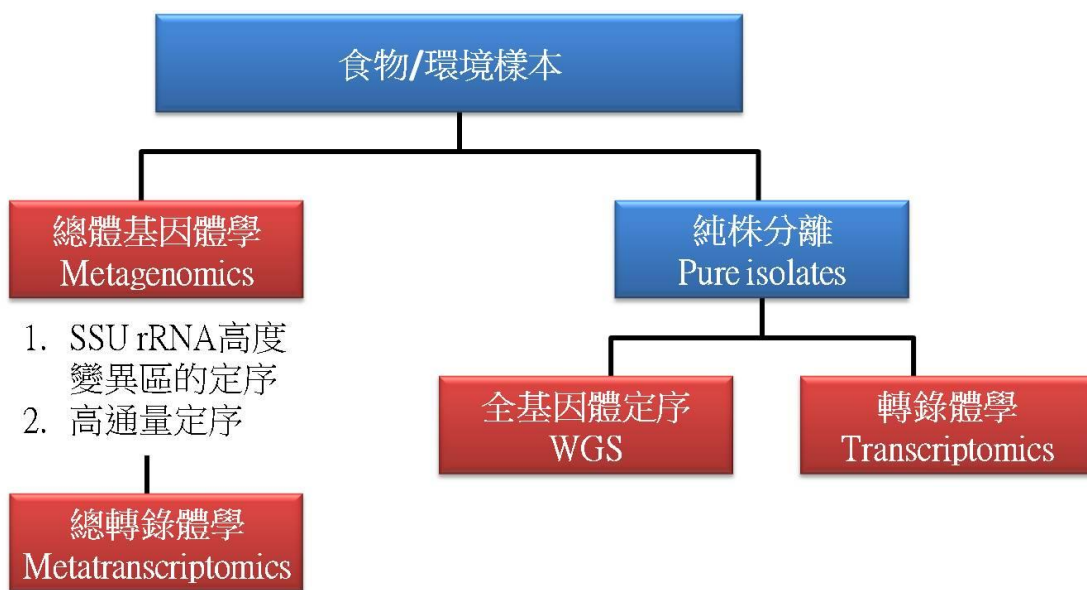 食物/環境樣本
總體基因體學
Metagenomics
1. SSU rRNA高度
變異區的定序
2. 高通量定序
總轉錄體學
Metatranscriptomics
純株分離
Pure isolates
全基因體定序
WGS
轉錄體學
Transcriptomics